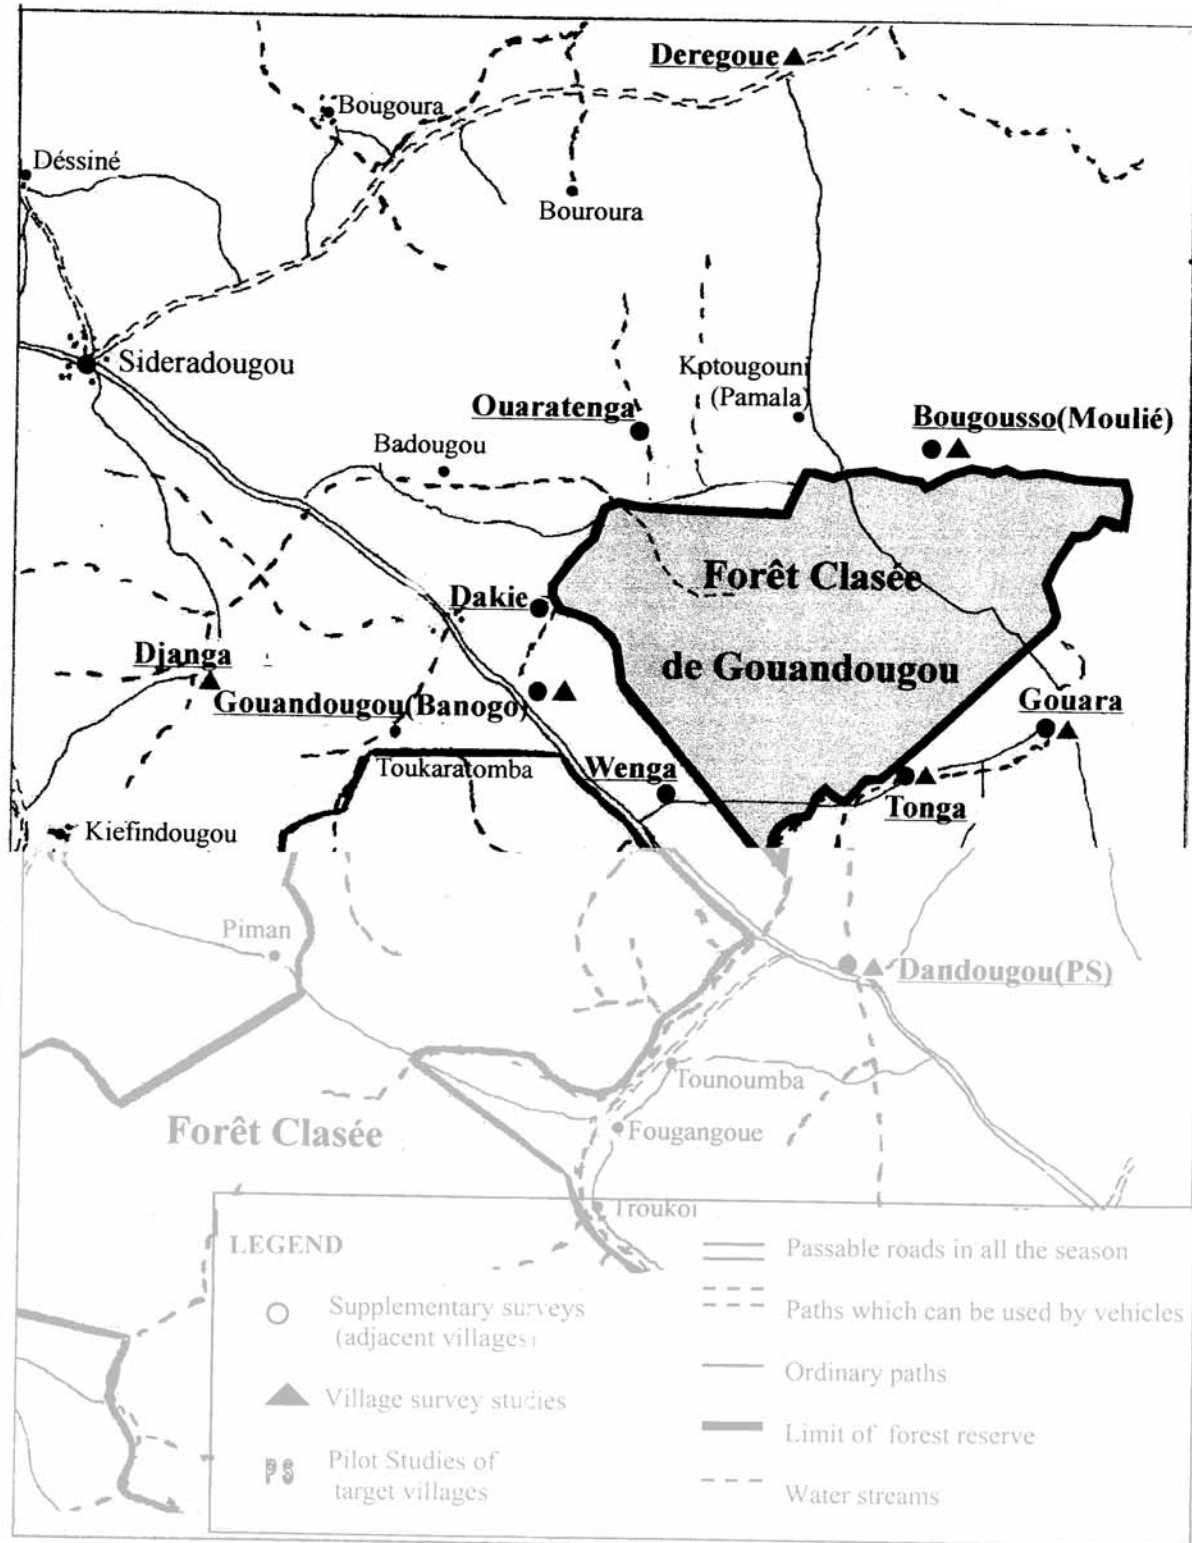 Deregoue
Bougoura
Déssiné
Bouroura
Sideradougou
Kotougouni
(Pamala)
Ouaratenga
Bougousso(Moulié)
Badougou
Forêt Clasée
de Gouandougou
Dakie
Djanga
Gouandougou(Banogo)
Gouara
Toukaratomba
Wenga
Tonga
Kiefindougou
Piman
Dandougou(PS)
Tounoumba
Forêt Clasée
Fougangoue
Troukoi
LEGEND
Supplementary surveys
(adjacent villages)
Village survey studies
PS
Pilot Studies of
target villages
Passable roads in all the season
Paths which can be used by vehicles
Ordinary paths
Limit of forest reserve
Water streams